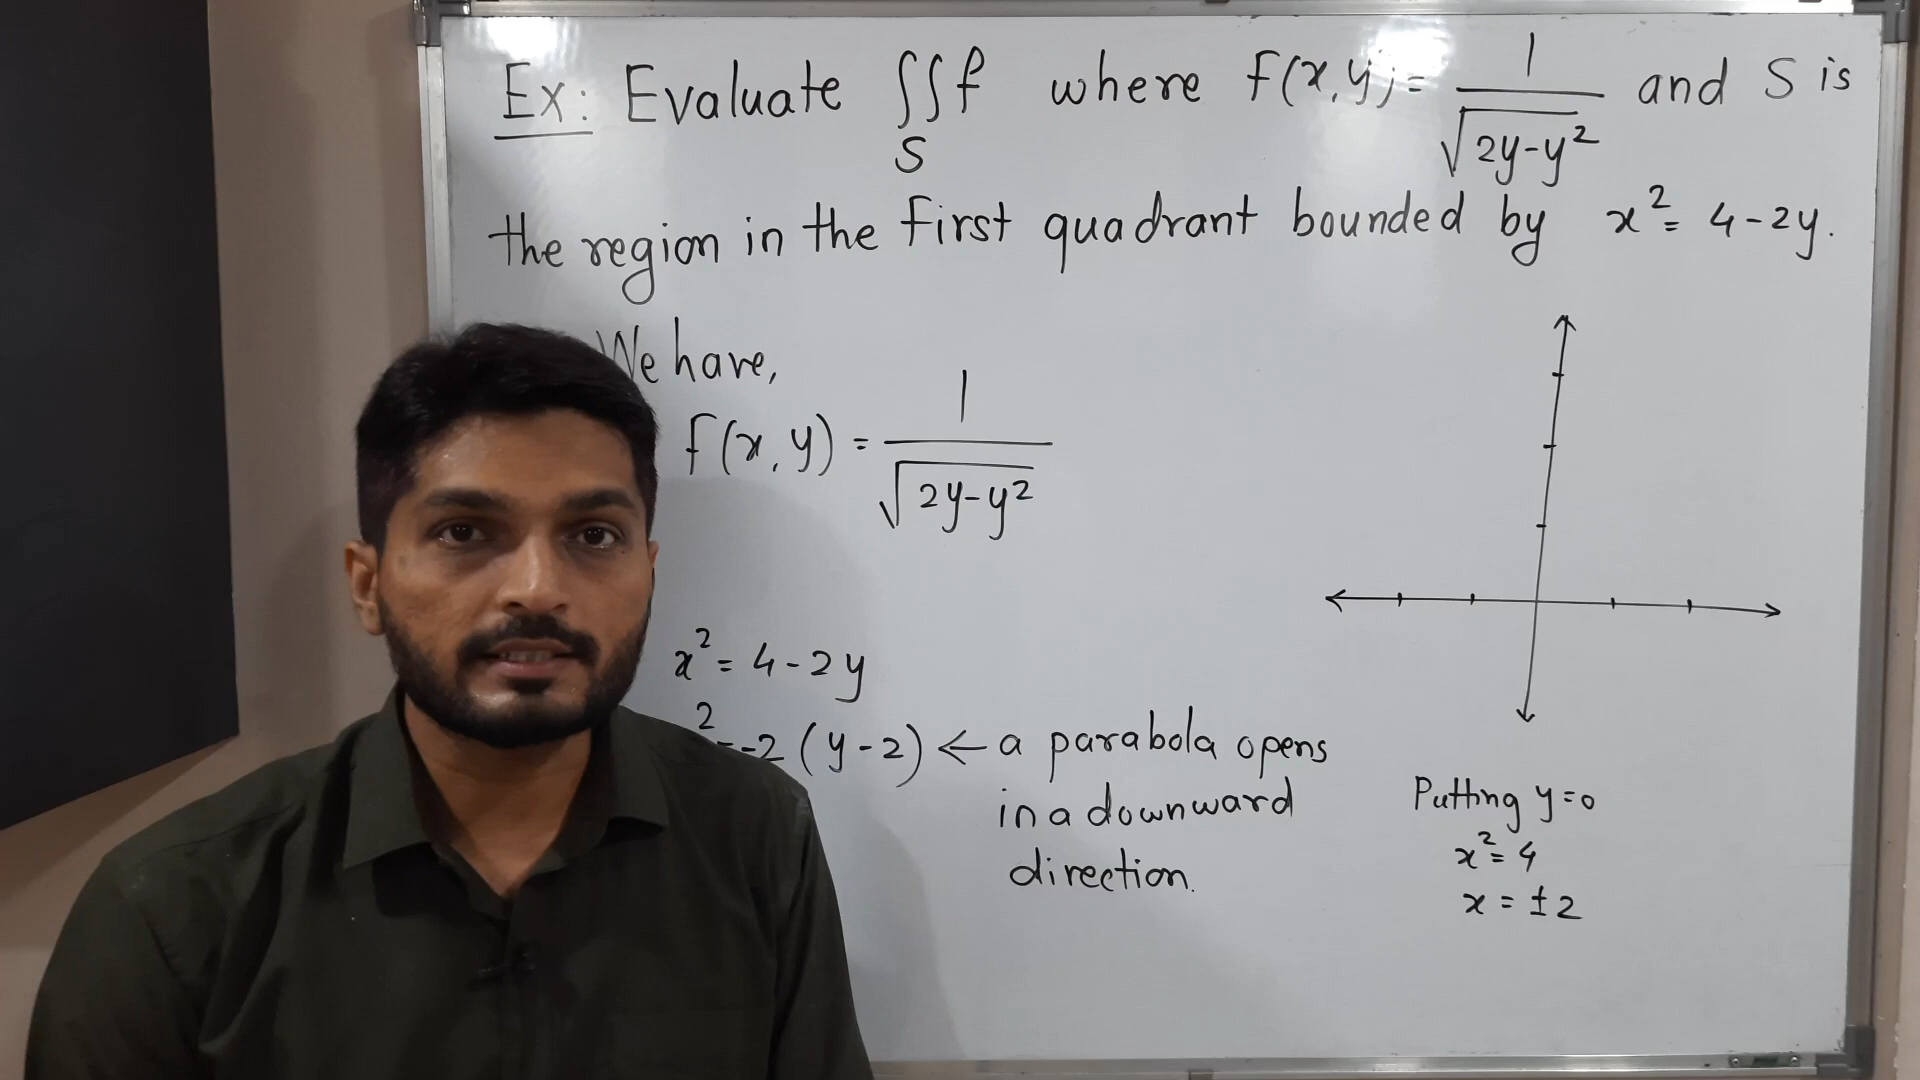 Ex: Evaluate ∬f where f(x,y)= 1/√(2y-y²) and S is
S
the region in the first quadrant bounded by x²= 4-2y.
We have,
f(x,y) = 1/√(2y-y²)
x² = 4-2y
² = -2(y-2) ← a parabola opens
in a downward
direction.
Putting y=0
x²= 4
x = ±2